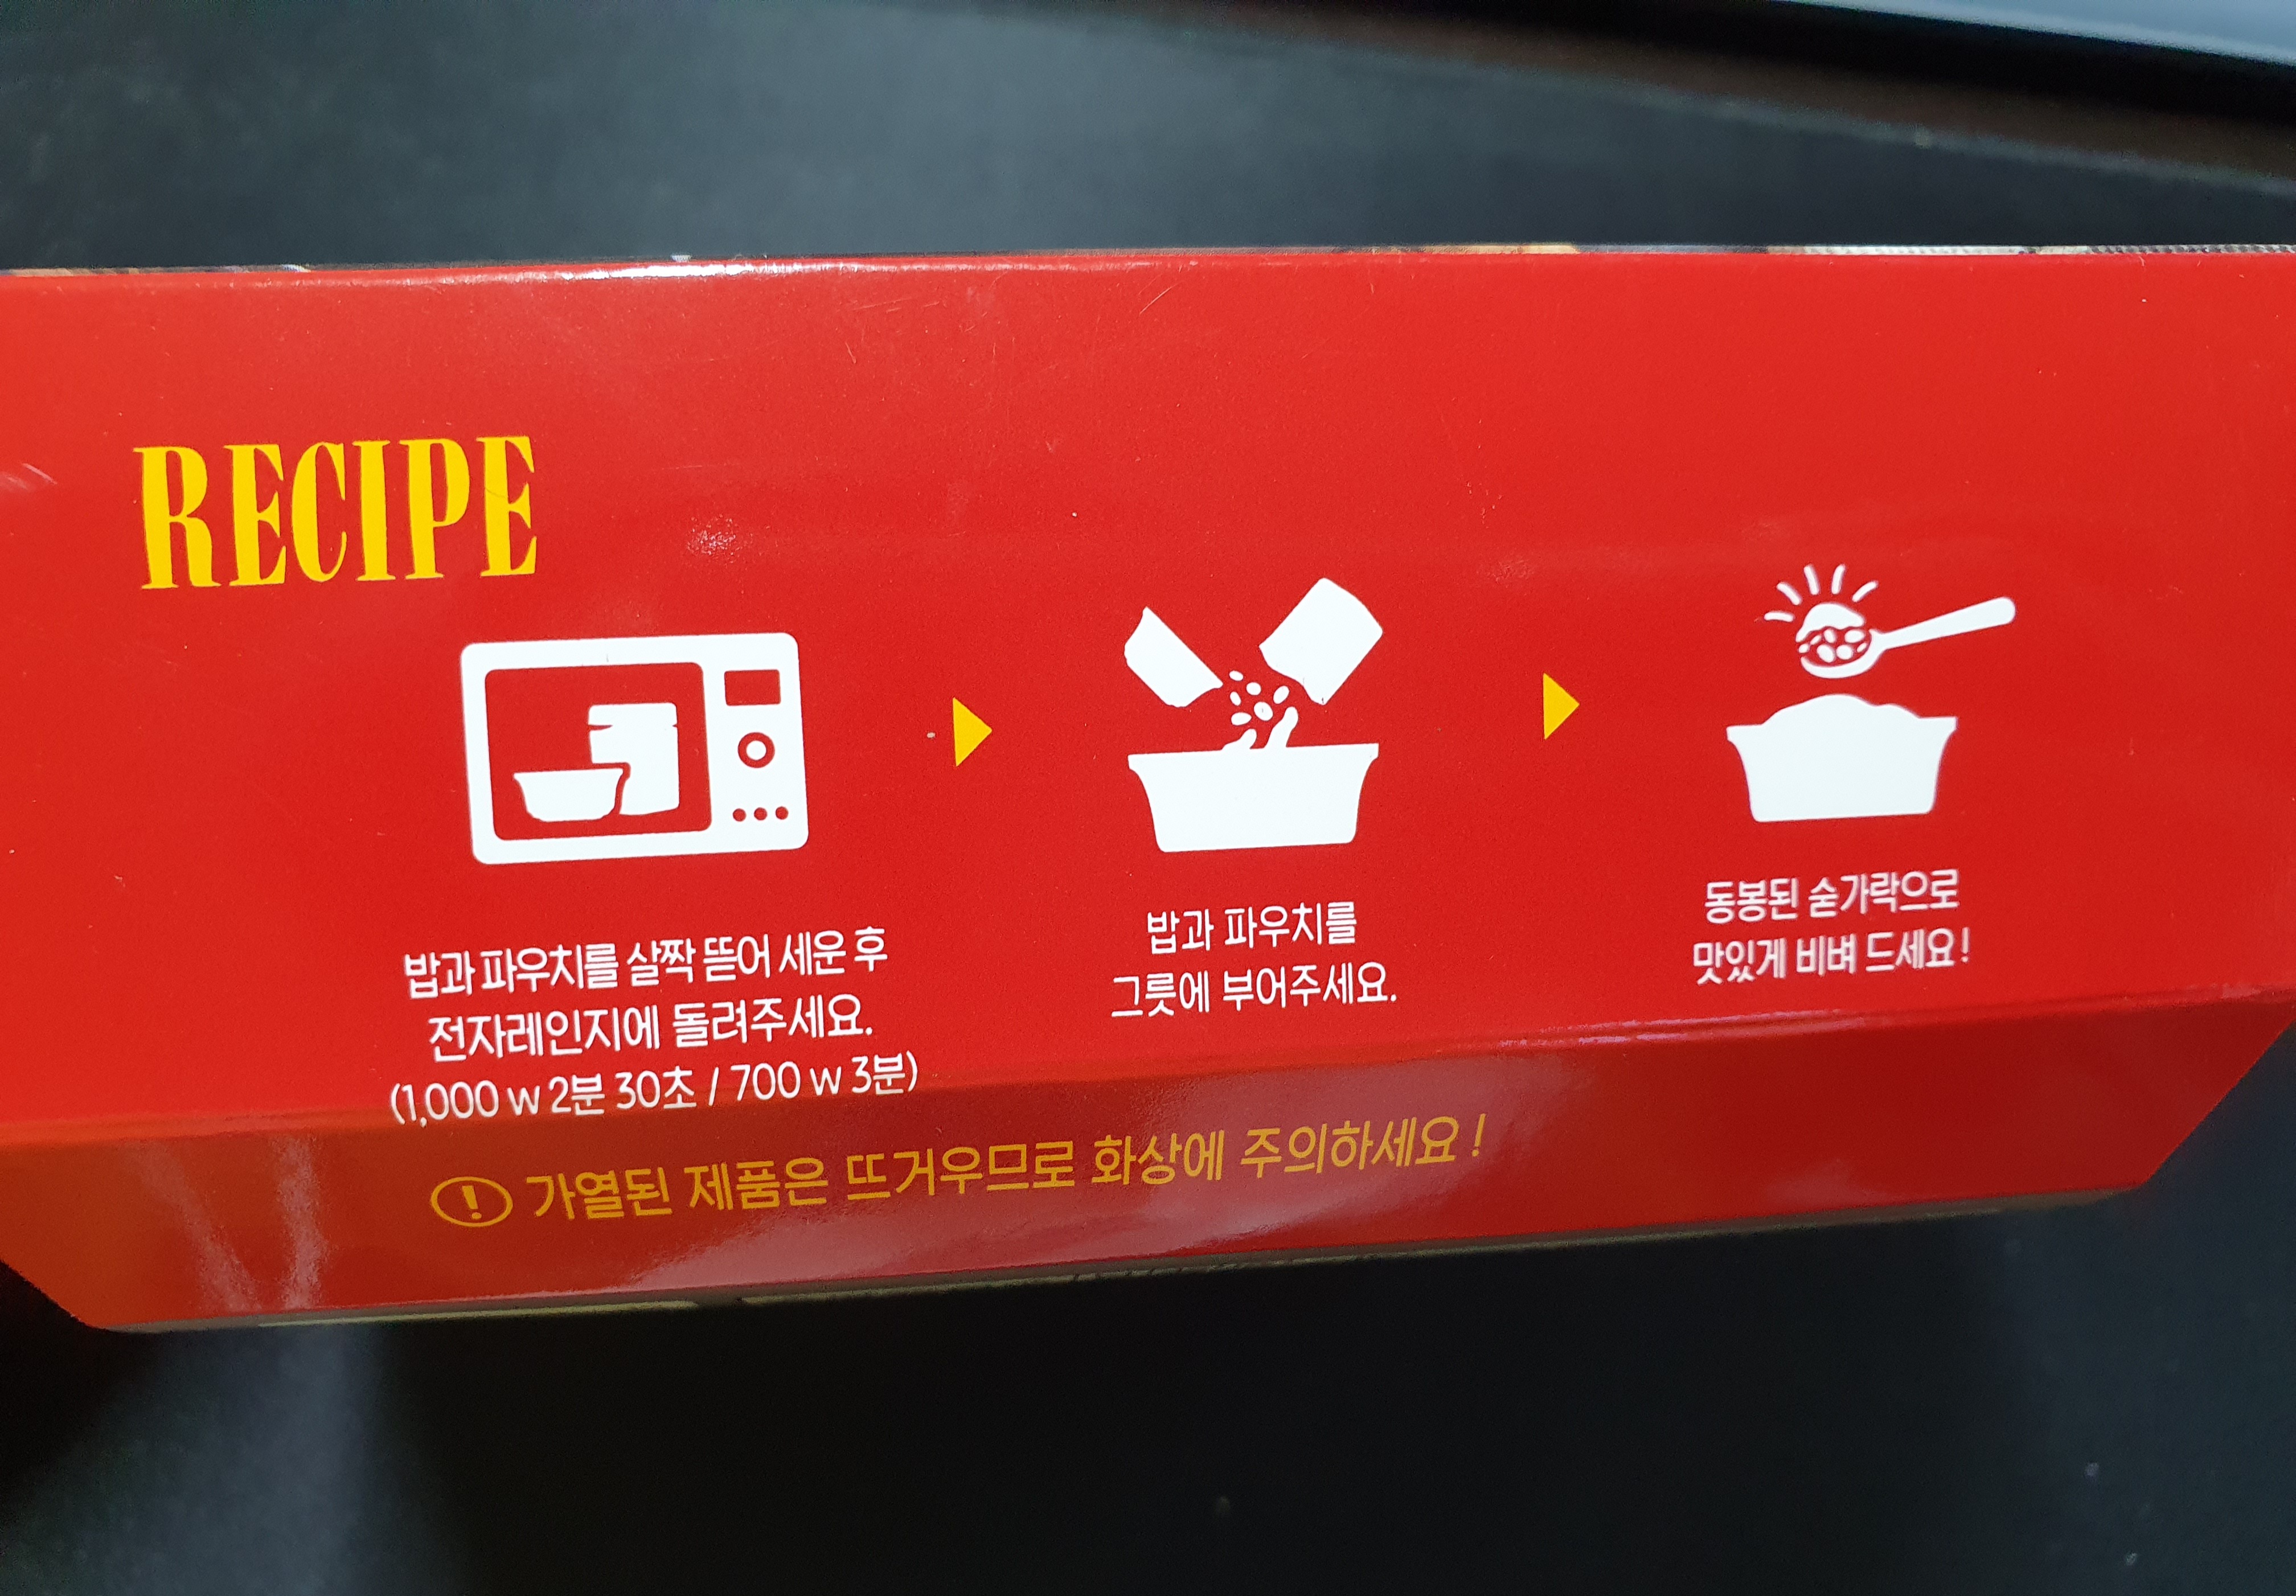 RECIPE
밥과 파우치를 살짝 뜯어 세운 후
전자레인지에 돌려주세요.
(1,000 w 2분 30초 / 700 w 3분)
밥과 파우치를
그릇에 부어주세요.
동봉된 숟가락으로
맛있게 비벼 드세요!
! 가열된 제품은 뜨거우므로 화상에 주의하세요!